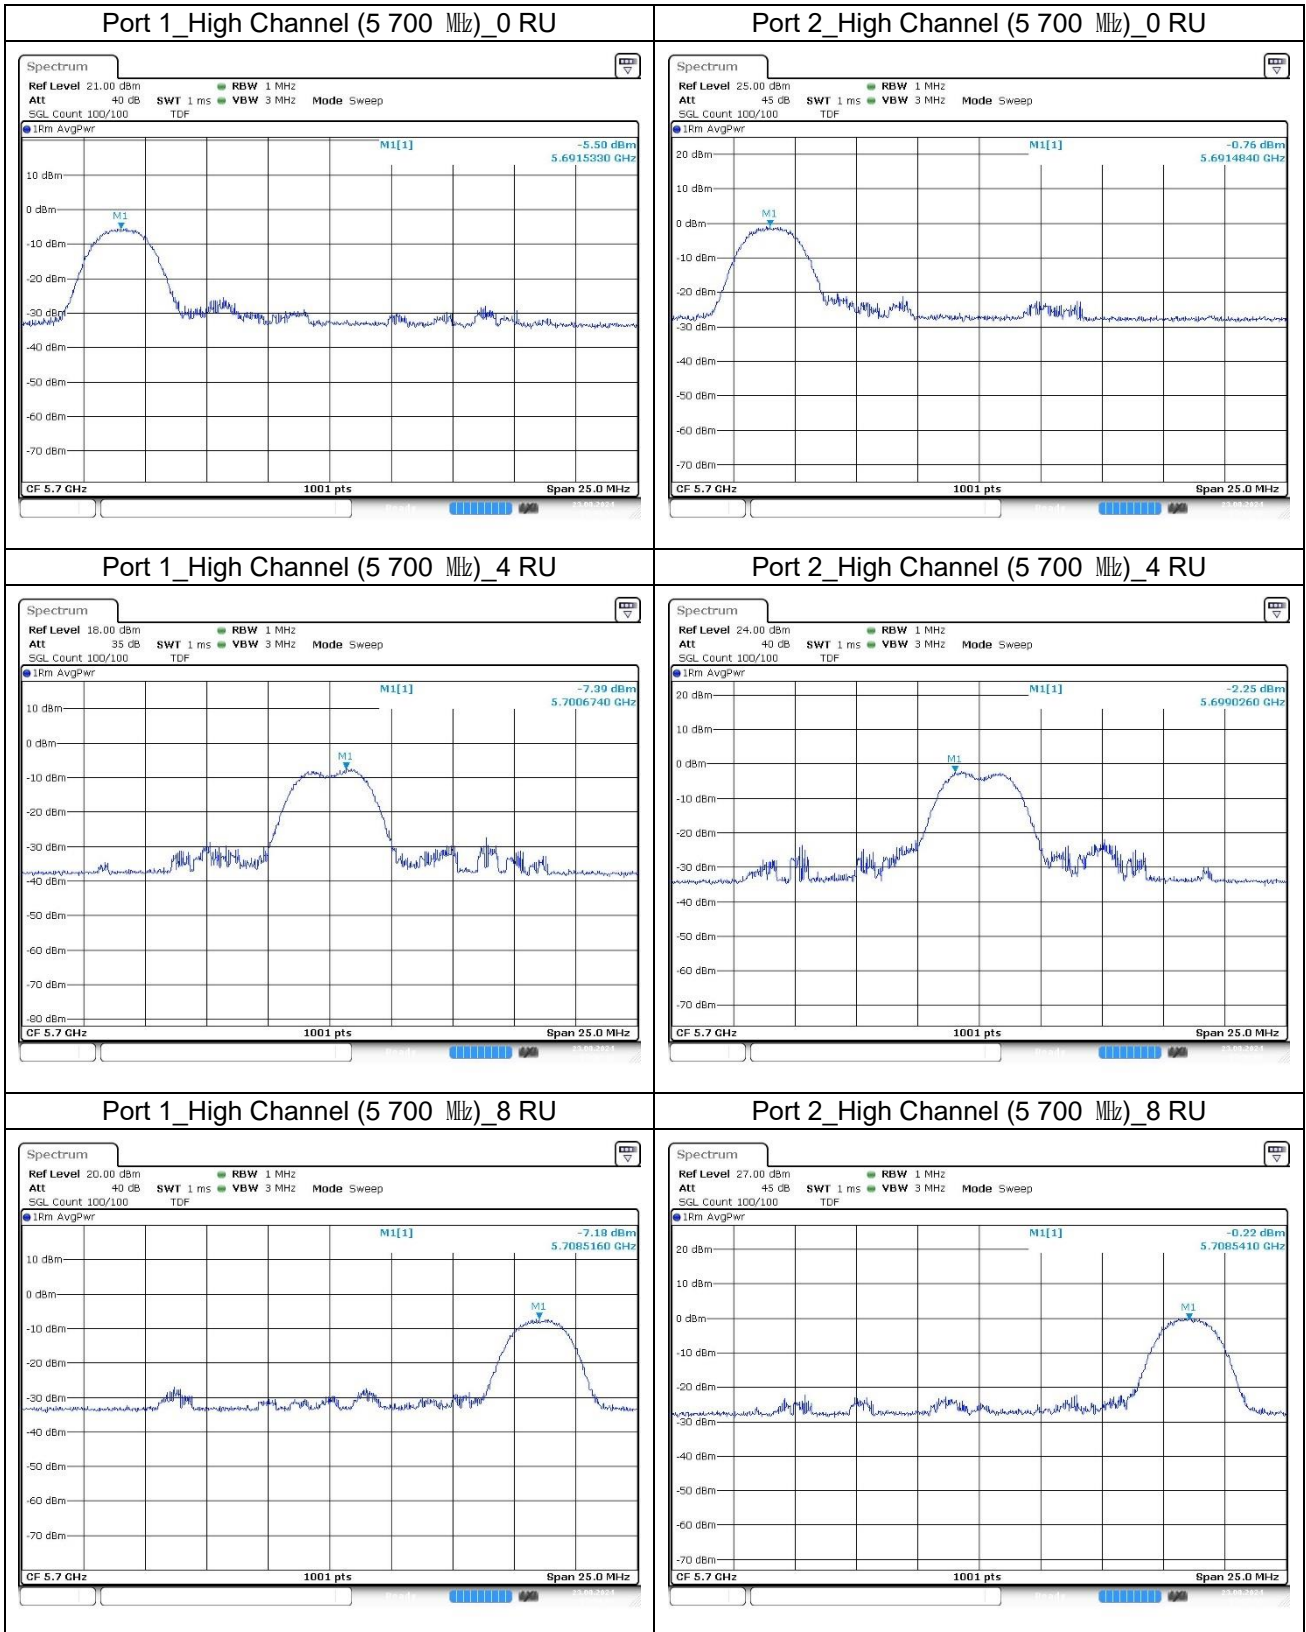 Port 1_High Channel (5 700 ㎒)_0 RU
Spectrum
Ref Level 21.00 dBm RBW 1 MHz
Att 40 dB SWT 1 ms VBW 3 MHz Mode Sweep
SGL Count 100/100 TDF
1Rm AvgPwr
M1[1] -5.50 dBm
5.6915330 GHz
10 dBm
0 dBm
M1
-10 dBm
-20 dBm
-30 dBm
-40 dBm
-50 dBm
-60 dBm
-70 dBm
CF 5.7 GHz 1001 pts Span 25.0 MHz
Port 2_High Channel (5 700 ㎒)_0 RU
Spectrum
Ref Level 25.00 dBm RBW 1 MHz
Att 45 dB SWT 1 ms VBW 3 MHz Mode Sweep
SGL Count 100/100 TDF
1Rm AvgPwr
M1[1] -0.76 dBm
5.6914840 GHz
20 dBm
10 dBm
M1
0 dBm
-10 dBm
-20 dBm
-30 dBm
-40 dBm
-50 dBm
-60 dBm
-70 dBm
CF 5.7 GHz 1001 pts Span 25.0 MHz
Port 1_High Channel (5 700 ㎒)_4 RU
Spectrum
Ref Level 18.00 dBm RBW 1 MHz
Att 35 dB SWT 1 ms VBW 3 MHz Mode Sweep
SGL Count 100/100 TDF
1Rm AvgPwr
M1[1] -7.39 dBm
5.7006740 GHz
10 dBm
0 dBm
M1
-10 dBm
-20 dBm
-30 dBm
-40 dBm
-50 dBm
-60 dBm
-70 dBm
-80 dBm
CF 5.7 GHz 1001 pts Span 25.0 MHz
Port 2_High Channel (5 700 ㎒)_4 RU
Spectrum
Ref Level 24.00 dBm RBW 1 MHz
Att 40 dB SWT 1 ms VBW 3 MHz Mode Sweep
SGL Count 100/100 TDF
1Rm AvgPwr
M1[1] -2.25 dBm
5.6990260 GHz
20 dBm
10 dBm
M1
0 dBm
-10 dBm
-20 dBm
-30 dBm
-40 dBm
-50 dBm
-60 dBm
-70 dBm
CF 5.7 GHz 1001 pts Span 25.0 MHz
Port 1_High Channel (5 700 ㎒)_8 RU
Spectrum
Ref Level 20.00 dBm RBW 1 MHz
Att 40 dB SWT 1 ms VBW 3 MHz Mode Sweep
SGL Count 100/100 TDF
1Rm AvgPwr
M1[1] -7.18 dBm
5.7085160 GHz
10 dBm
0 dBm
M1
-10 dBm
-20 dBm
-30 dBm
-40 dBm
-50 dBm
-60 dBm
-70 dBm
CF 5.7 GHz 1001 pts Span 25.0 MHz
Port 2_High Channel (5 700 ㎒)_8 RU
Spectrum
Ref Level 27.00 dBm RBW 1 MHz
Att 45 dB SWT 1 ms VBW 3 MHz Mode Sweep
SGL Count 100/100 TDF
1Rm AvgPwr
M1[1] -0.22 dBm
5.7085410 GHz
20 dBm
10 dBm
M1
0 dBm
-10 dBm
-20 dBm
-30 dBm
-40 dBm
-50 dBm
-60 dBm
-70 dBm
CF 5.7 GHz 1001 pts Span 25.0 MHz